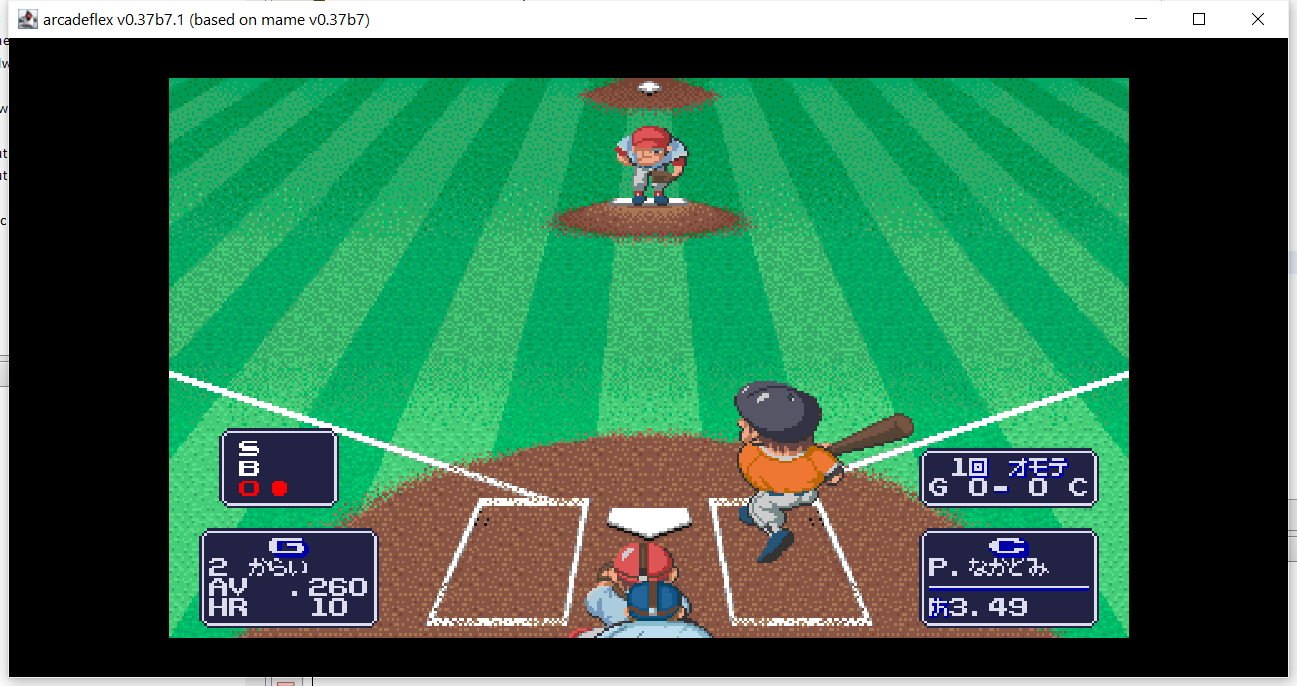 arcadeflex v0.37b7.1 (based on mame v0.37b7)
S
B
O
1回 オモテ
G 0- 0 C
G
2 からい
AV .260
HR 10
C
P.なかどみ
防3.49